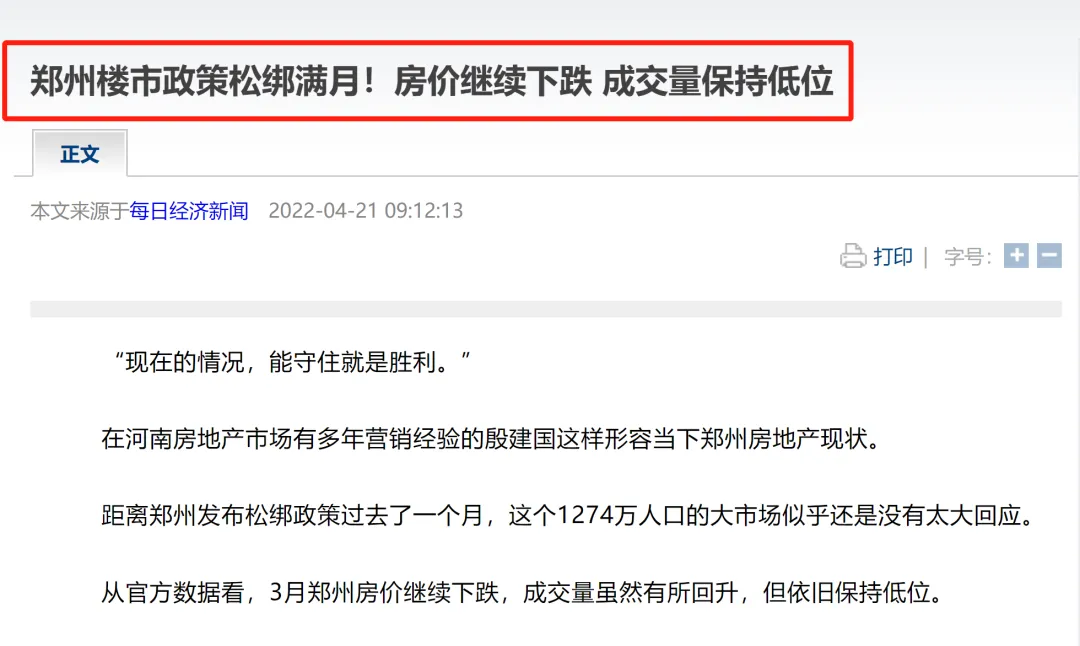 郑州楼市政策松绑满月！房价继续下跌 成交量保持低位
正文
本文来源于每日经济新闻 2022-04-21 09:12:13
打印 | 字号： + −
“现在的情况，能守住就是胜利。”
在河南房地产市场有多年营销经验的殷建国这样形容当下郑州房地产现状。
距离郑州发布松绑政策过去了一个月，这个1274万人口的大市场似乎还是没有太大回应。
从官方数据看，3月郑州房价继续下跌，成交量虽然有所回升，但依旧保持低位。